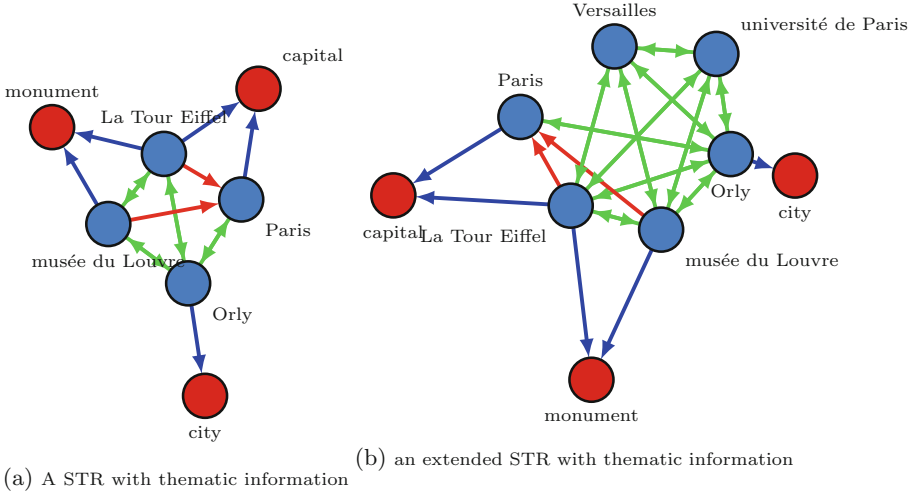 capital
monument
La Tour Eiffel
Paris
musée du Louvre
Orly
city
(a) A STR with thematic information
Versailles
université de Paris
Paris
Orly
city
capital
La Tour Eiffel
musée du Louvre
monument
(b) an extended STR with thematic information